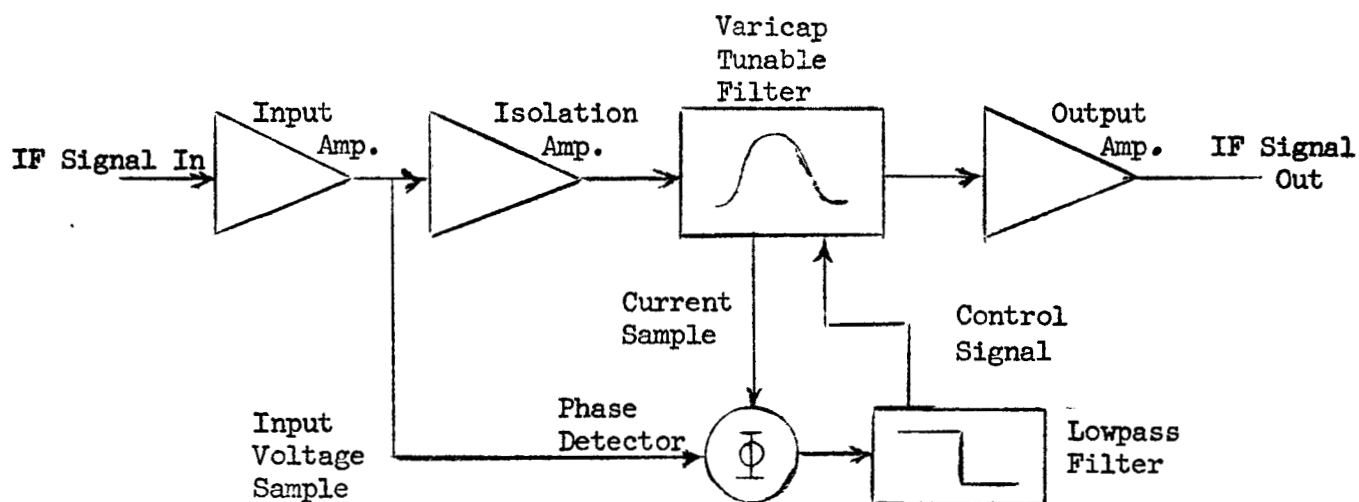 Varicap
Tunable
Filter
Input
Amp.
Isolation
Amp.
Output
Amp.
IF Signal In
IF Signal
Out
Current
Sample
Control
Signal
Input
Voltage
Sample
Phase
Detector
Φ
Lowpass
Filter